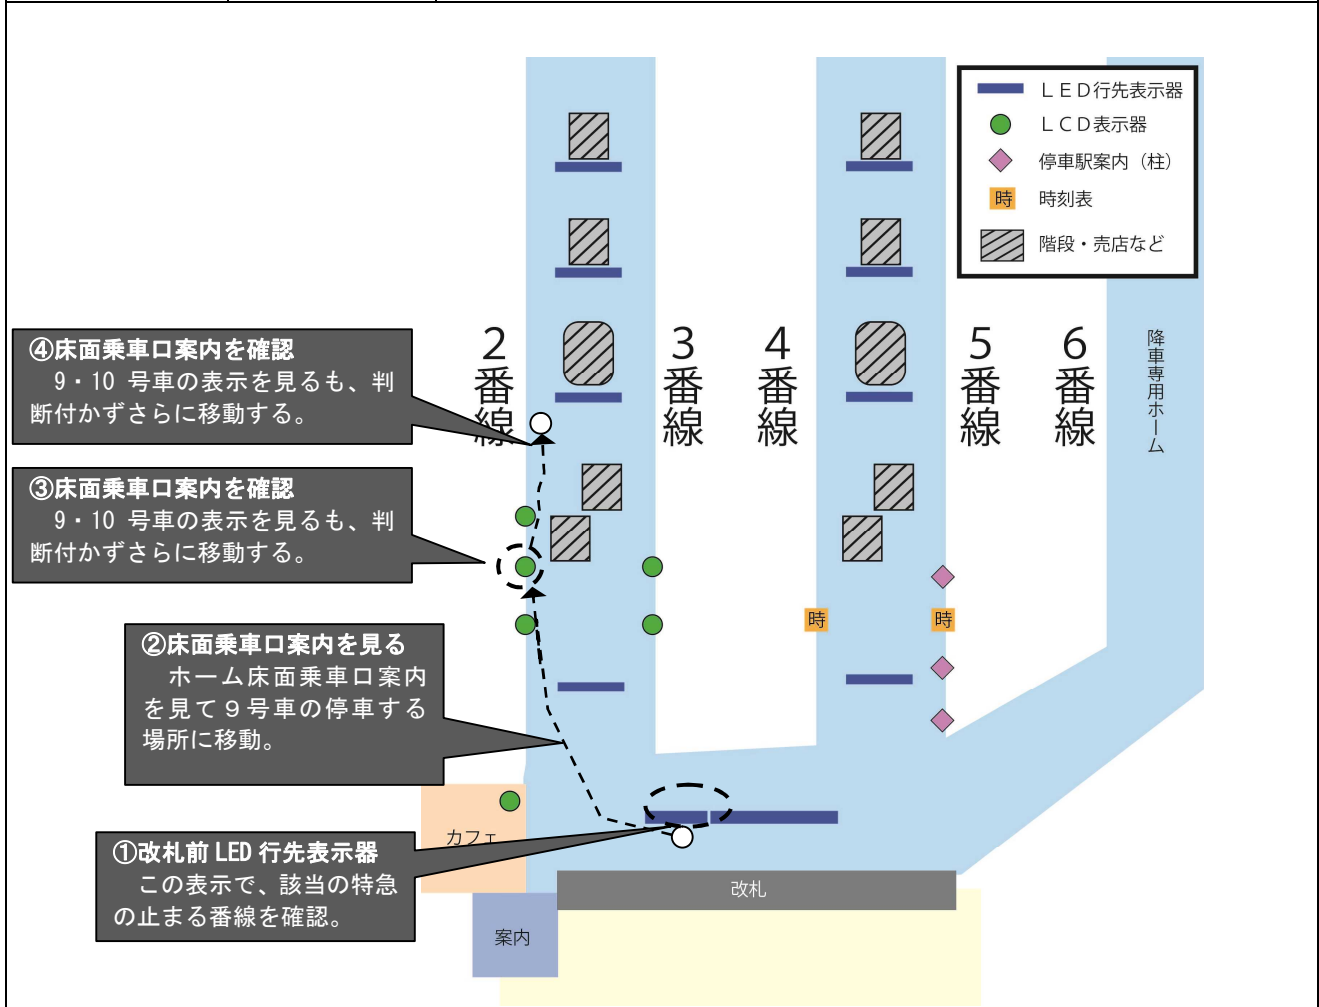 ＬＥＤ行先表示器
ＬＣＤ表示器
停車駅案内（柱）
時 時刻表
階段・売店など
2番線
3番線
4番線
5番線
6番線
降車専用ホーム
④床面乗車口案内を確認
9・10 号車の表示を見るも、判
断付かずさらに移動する。
③床面乗車口案内を確認
9・10 号車の表示を見るも、判
断付かずさらに移動する。
②床面乗車口案内を見る
ホーム床面乗車口案内
を見て９号車の停車する
場所に移動。
時
時
カフェ
①改札前 LED 行先表示器
この表示で、該当の特急
の止まる番線を確認。
改札
案内